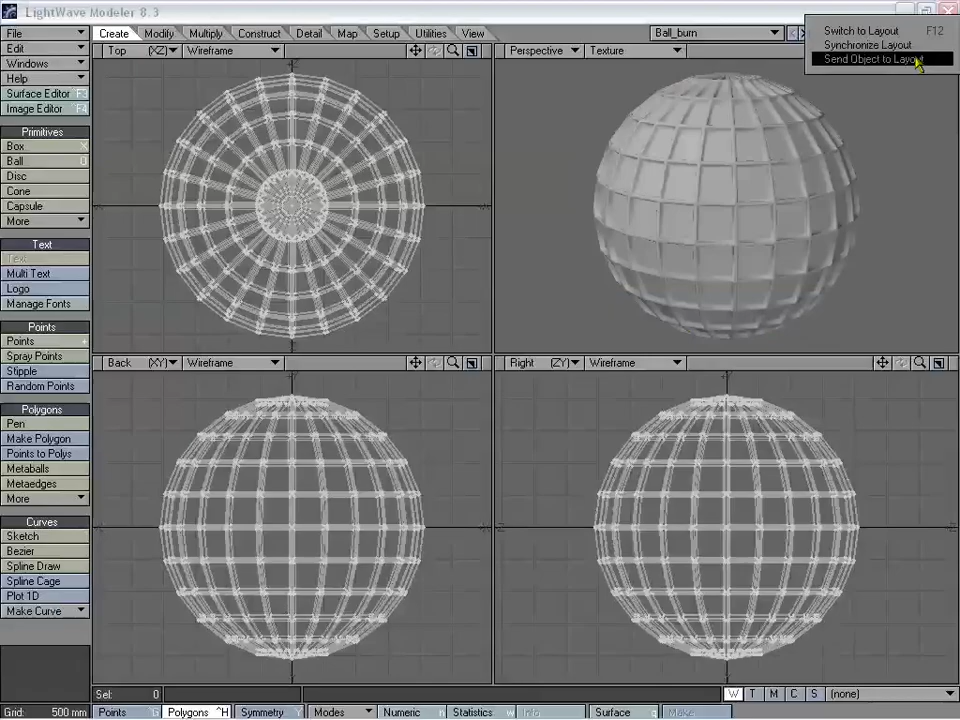 LightWave Modeler 8.3
File
Create
Modify
Multiply
Construct
Detail
Map
Setup
Utilities
View
Ball_burn
Switch to Layout F12
Synchronize Layout
Send Object to Layout
Edit
Windows
Help
Surface Editor F3
Image Editor F4
Top (XZ) Wireframe
Perspective Texture
Primitives
Box X
Ball O
Disc
Cone
Capsule
More
Text
Text
Multi Text
Logo
Manage Fonts
Points
Points +
Spray Points
Stipple
Random Points
Back (XY) Wireframe
Right (ZY) Wireframe
Polygons
Pen
Make Polygon
Points to Polys
Metaballs
Metaedges
More
Curves
Sketch
Bezier
Spline Draw
Spline Cage
Plot 1D
Make Curve
Sel: 0
W T M C S (none)
Grid: 500 mm
Points ^G
Polygons ^H
Symmetry Y
Modes
Numeric n
Statistics w
Info i
Surface q
Make